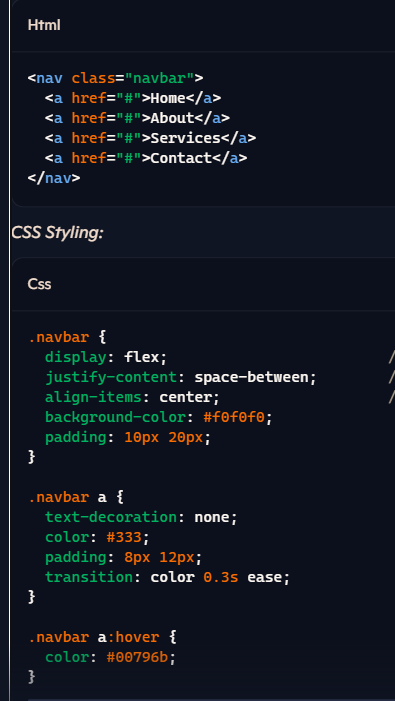 Html
<nav class="navbar">
  <a href="#">Home</a>
  <a href="#">About</a>
  <a href="#">Services</a>
  <a href="#">Contact</a>
</nav>
CSS Styling:
Css
.navbar {
  display: flex; /
  justify-content: space-between; /
  align-items: center; /
  background-color: #f0f0f0;
  padding: 10px 20px;
}
.navbar a {
  text-decoration: none;
  color: #333;
  padding: 8px 12px;
  transition: color 0.3s ease;
}
.navbar a:hover {
  color: #00796b;
}